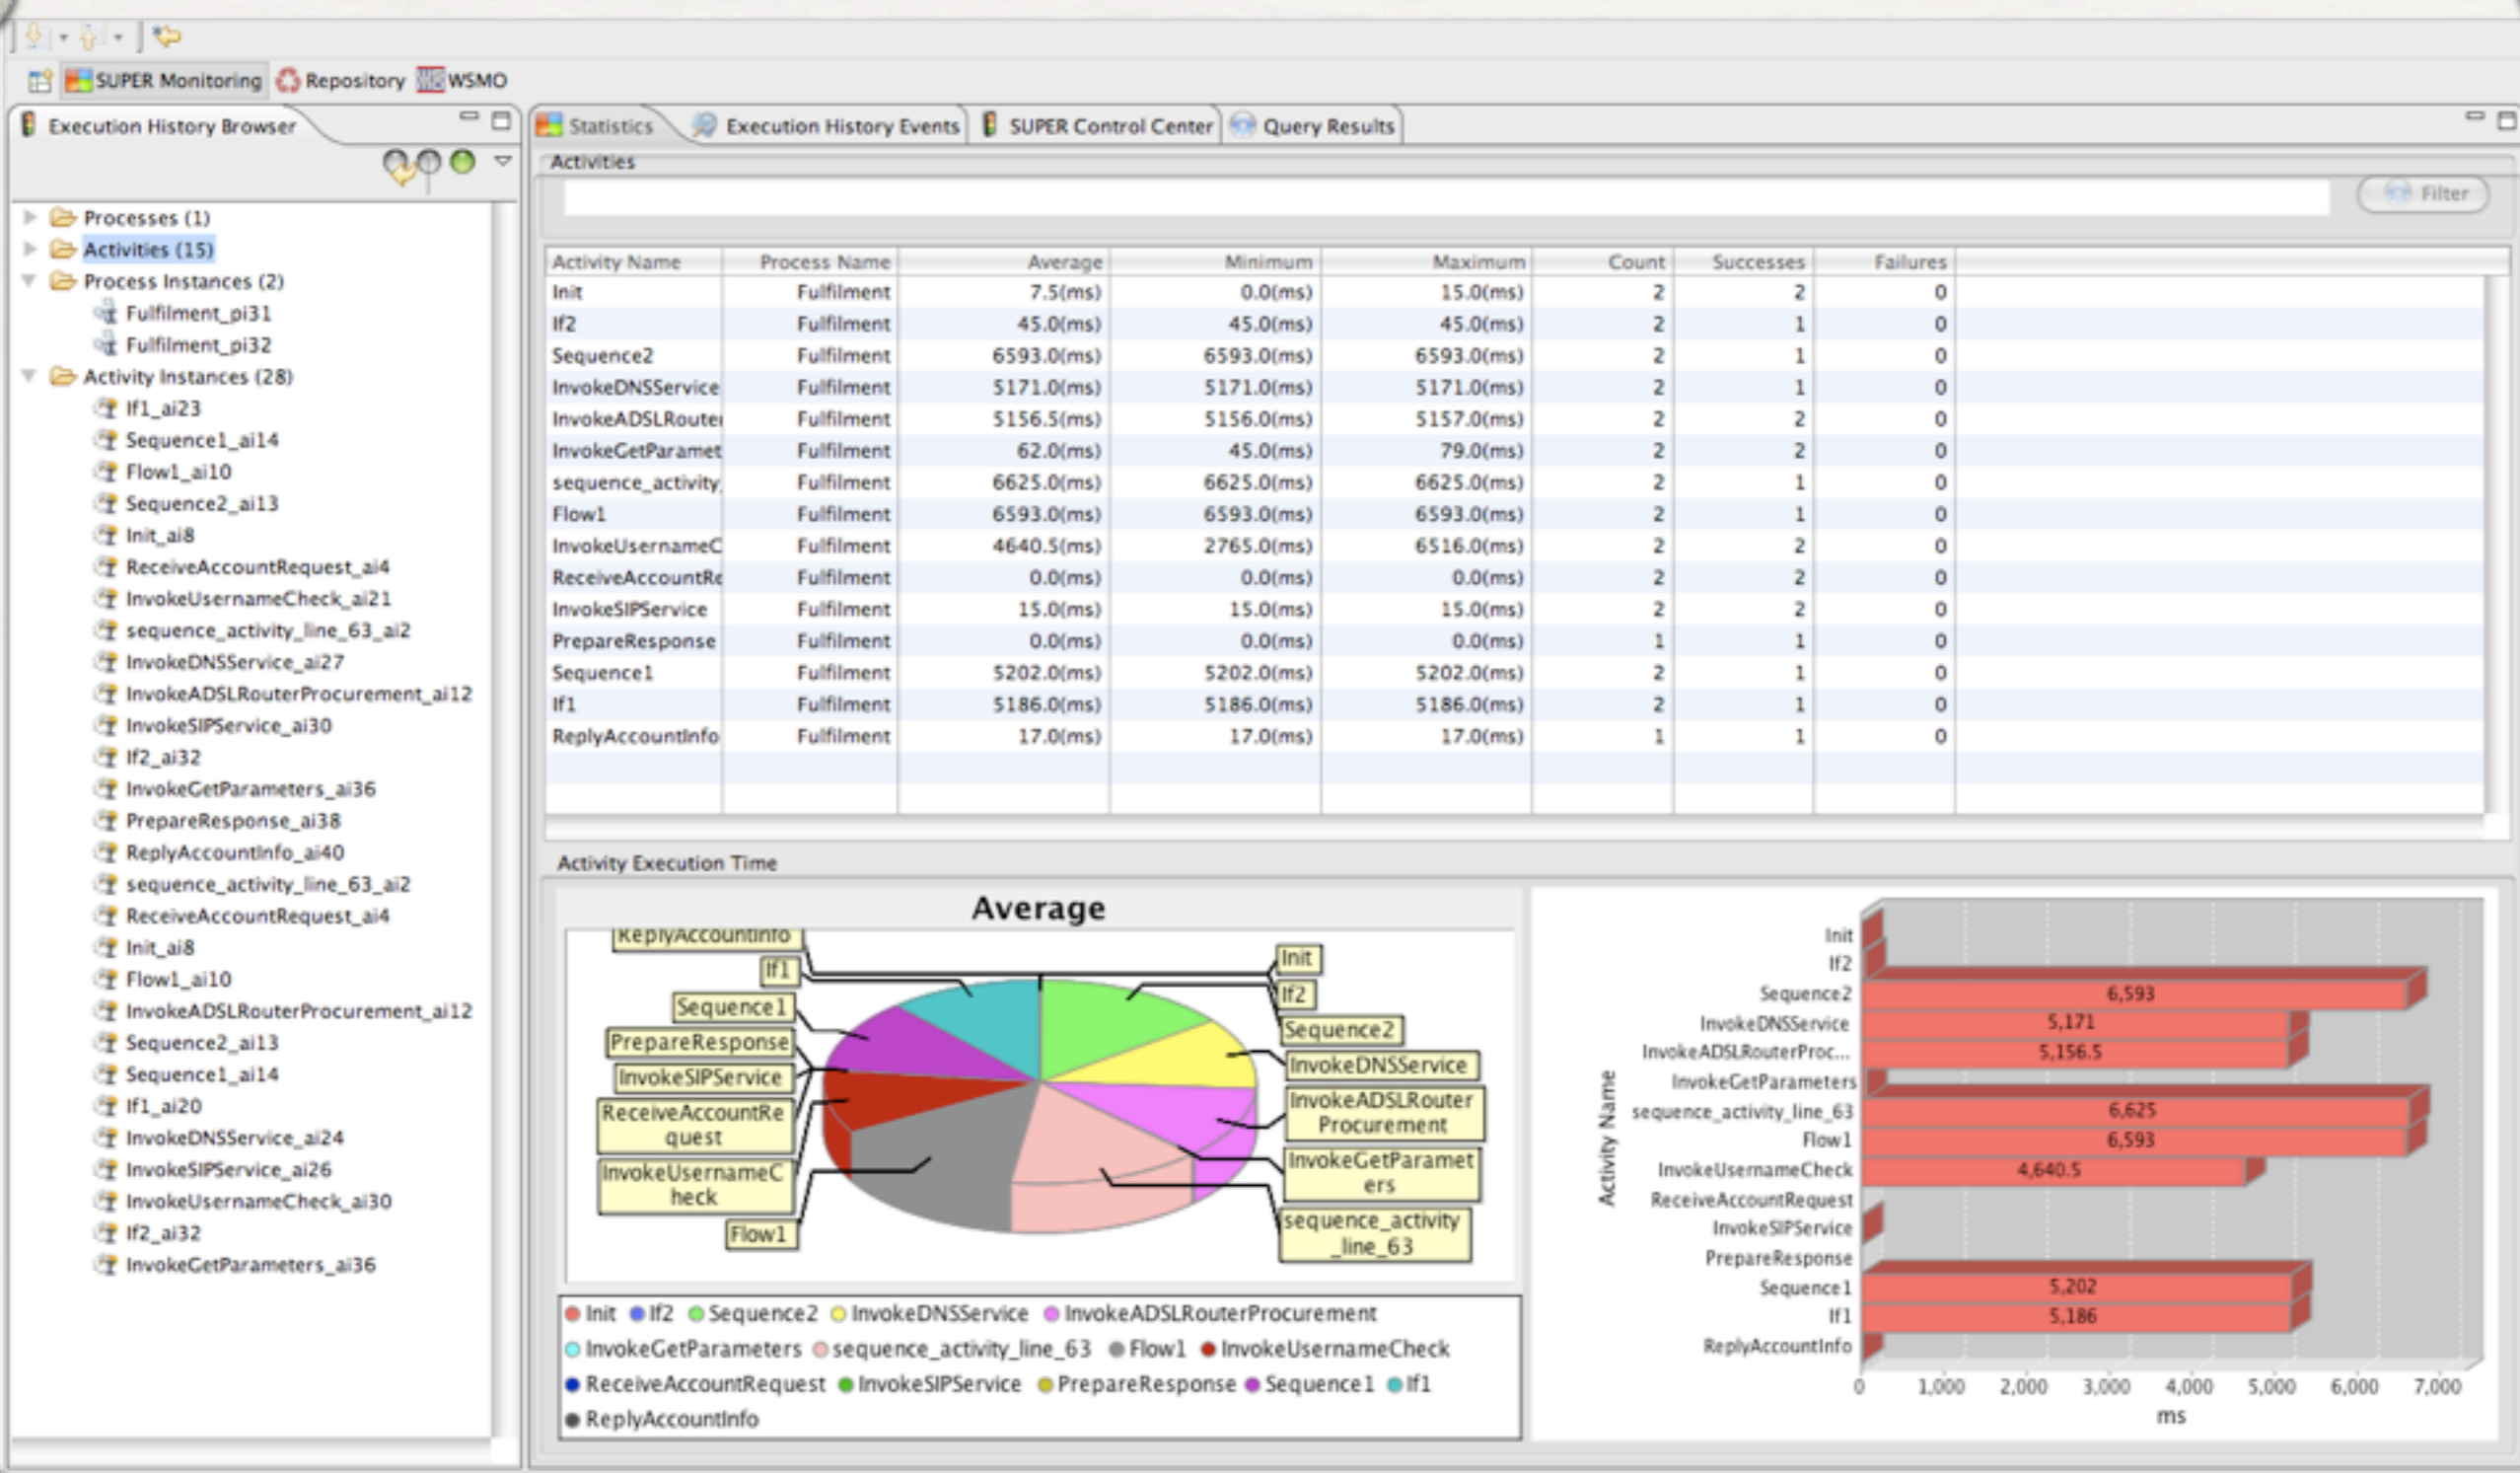 SUPER Monitoring Repository WSMO
Execution History Browser
Processes (1)
Activities (15)
Process Instances (2)
Fulfilment_pi31
Fulfilment_pi32
Activity Instances (28)
If1_ai23
Sequence1_ai14
Flow1_ai10
Sequence2_ai13
Init_ai8
ReceiveAccountRequest_ai4
InvokeUsernameCheck_ai21
sequence_activity_line_63_ai2
InvokeDNSService_ai27
InvokeADSLRouterProcurement_ai12
InvokeSIPService_ai30
If2_ai32
InvokeGetParameters_ai36
PrepareResponse_ai38
ReplyAccountInfo_ai40
sequence_activity_line_63_ai2
ReceiveAccountRequest_ai4
Init_ai8
Flow1_ai10
InvokeADSLRouterProcurement_ai12
Sequence2_ai13
Sequence1_ai14
If1_ai20
InvokeDNSService_ai24
InvokeSIPService_ai26
InvokeUsernameCheck_ai30
If2_ai32
InvokeGetParameters_ai36
Statistics Execution History Events SUPER Control Center Query Results
Activities
Filter
Activity Name Process Name Average Minimum Maximum Count Successes Failures
Init Fulfilment 7.5(ms) 0.0(ms) 15.0(ms) 2 2 0
If2 Fulfilment 45.0(ms) 45.0(ms) 45.0(ms) 2 1 0
Sequence2 Fulfilment 6593.0(ms) 6593.0(ms) 6593.0(ms) 2 1 0
InvokeDNSService Fulfilment 5171.0(ms) 5171.0(ms) 5171.0(ms) 2 1 0
InvokeADSLRouter Fulfilment 5156.5(ms) 5156.0(ms) 5157.0(ms) 2 2 0
InvokeGetParamet Fulfilment 62.0(ms) 45.0(ms) 79.0(ms) 2 2 0
sequence_activity_ Fulfilment 6625.0(ms) 6625.0(ms) 6625.0(ms) 2 1 0
Flow1 Fulfilment 6593.0(ms) 6593.0(ms) 6593.0(ms) 2 1 0
InvokeUsernameC Fulfilment 4640.5(ms) 2765.0(ms) 6516.0(ms) 2 2 0
ReceiveAccountRe Fulfilment 0.0(ms) 0.0(ms) 0.0(ms) 2 2 0
InvokeSIPService Fulfilment 15.0(ms) 15.0(ms) 15.0(ms) 2 2 0
PrepareResponse Fulfilment 0.0(ms) 0.0(ms) 0.0(ms) 1 1 0
Sequence1 Fulfilment 5202.0(ms) 5202.0(ms) 5202.0(ms) 2 1 0
If1 Fulfilment 5186.0(ms) 5186.0(ms) 5186.0(ms) 2 1 0
ReplyAccountInfo Fulfilment 17.0(ms) 17.0(ms) 17.0(ms) 1 1 0
Activity Execution Time
Average
ReplyAccountInfo
If1
Sequence1
PrepareResponse
InvokeSIPService
ReceiveAccountRe
quest
InvokeUsernameC
heck
Flow1
Init
If2
Sequence2
InvokeDNSService
InvokeADSLRouter
Procurement
InvokeGetParamet
ers
sequence_activity
_line_63
Init If2 Sequence2 InvokeDNSService InvokeADSLRouterProcurement
InvokeGetParameters sequence_activity_line_63 Flow1 InvokeUsernameCheck
ReceiveAccountRequest InvokeSIPService PrepareResponse Sequence1 If1
ReplyAccountInfo
Activity Name
Init
If2
Sequence2 6,593
InvokeDNSService 5,171
InvokeADSLRouterProc... 5,156.5
InvokeGetParameters
sequence_activity_line_63 6,625
Flow1 6,593
InvokeUsernameCheck 4,640.5
ReceiveAccountRequest
InvokeSIPService
PrepareResponse
Sequence1 5,202
If1 5,186
ReplyAccountInfo
0 1,000 2,000 3,000 4,000 5,000 6,000 7,000
ms